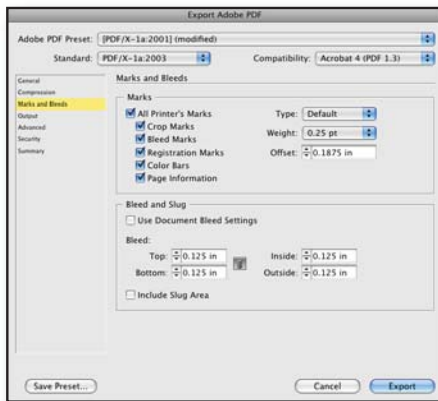 Export Adobe PDF
Adobe PDF Preset: [PDF/X-1a:2001] (modified)
Standard: PDF/X-1a:2003 Compatibility: Acrobat 4 (PDF 1.3)
General
Compression
Marks and Bleeds
Output
Advanced
Security
Summary
Marks and Bleeds
Marks
All Printer's Marks Type: Default
Crop Marks Weight: 0.25 pt
Bleed Marks
Registration Marks Offset: 0.1875 in
Color Bars
Page Information
Bleed and Slug
Use Document Bleed Settings
Bleed:
Top: 0.125 in Inside: 0.125 in
Bottom: 0.125 in Outside: 0.125 in
Include Slug Area
Save Preset... Cancel Export